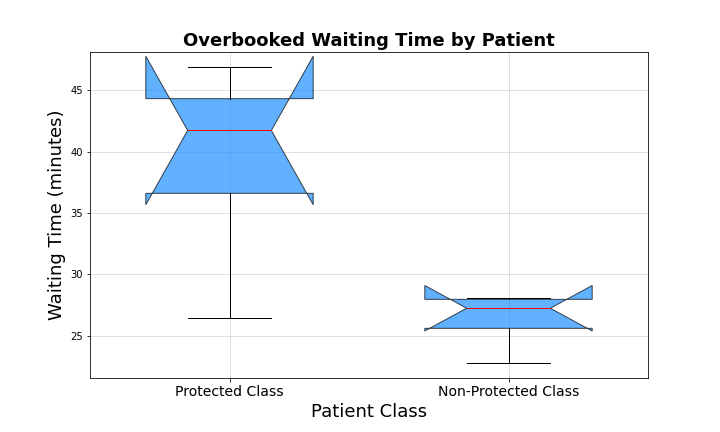 Overbooked Waiting Time by Patient
Waiting Time (minutes)
45
40
35
30
25
Protected Class
Non-Protected Class
Patient Class